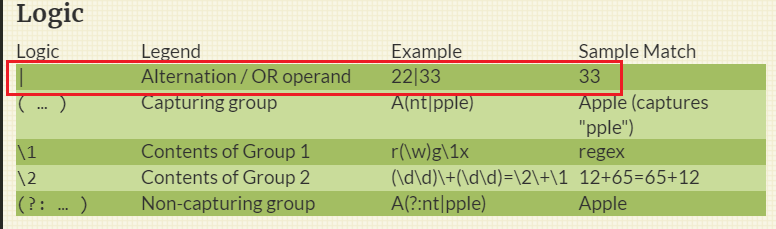 Logic
Logic Legend Example Sample Match
| Alternation / OR operand 22|33 33
( … ) Capturing group A(nt|pple) Apple (captures
"pple")
\1 Contents of Group 1 r(\w)g\1x regex
\2 Contents of Group 2 (\d\d)\+(\d\d)=\2\+\1 12+65=65+12
(?: … ) Non-capturing group A(?:nt|pple) Apple